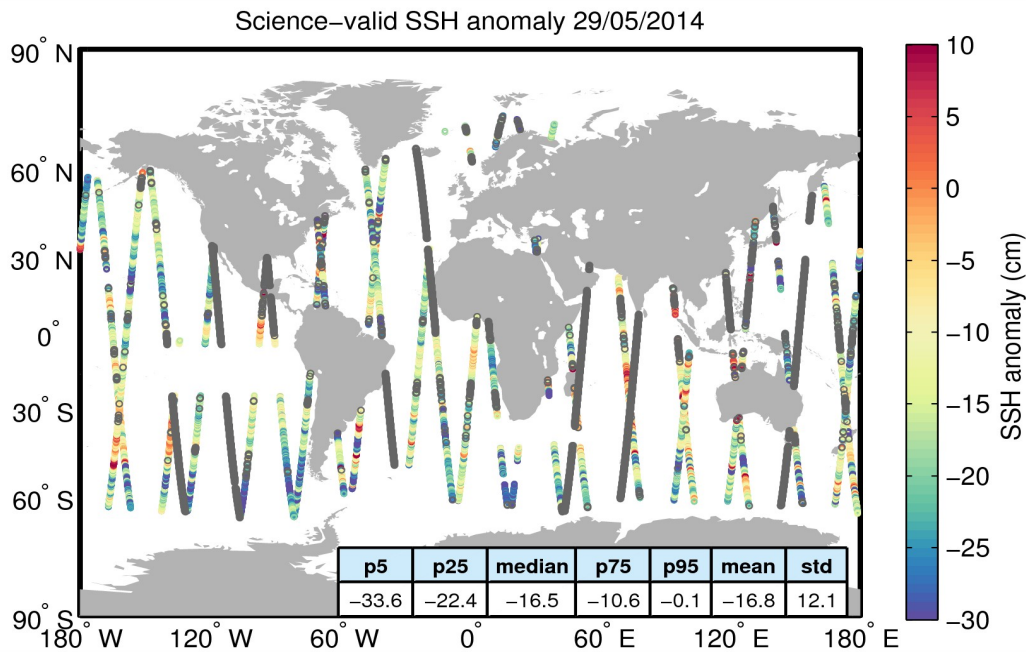 Science−valid SSH anomaly 29/05/2014
90° N
60° N
30° N
0°
30° S
60° S
90° S
180° W
120° W
60° W
0°
60° E
120° E
180° E
p5 p25 median p75 p95 mean std
−33.6 −22.4 −16.5 −10.6 −0.1 −16.8 12.1
10
5
0
−5
−10
−15
−20
−25
−30
SSH anomaly (cm)